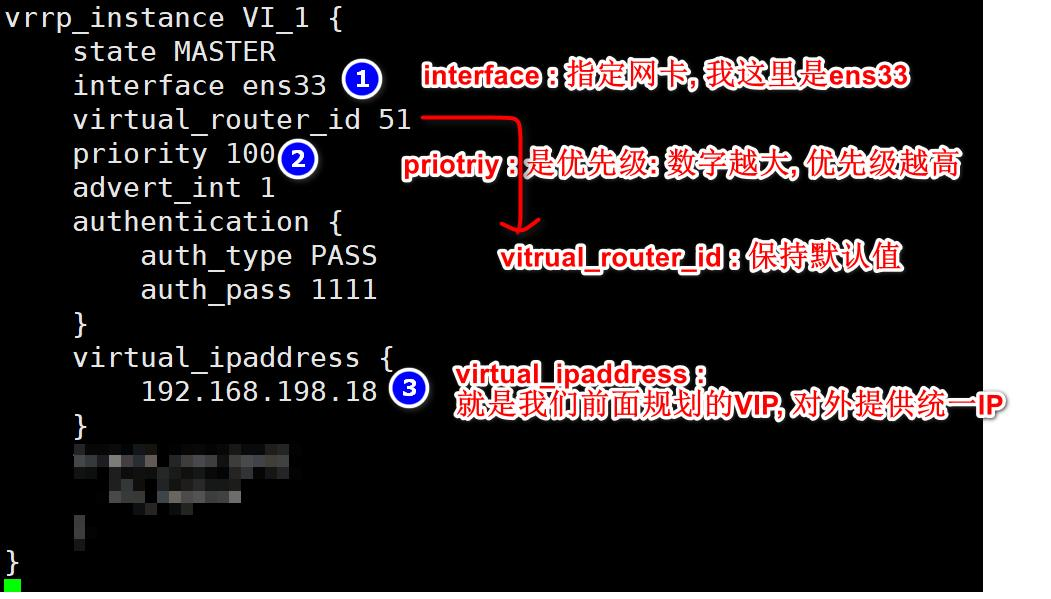 vrrp_instance VI_1 {
state MASTER
interface ens33 1 interface : 指定网卡, 我这里是ens33
virtual_router_id 51
priority 100 2 priotriy : 是优先级: 数字越大, 优先级越高
advert_int 1
authentication {
auth_type PASS vitrual_router_id : 保持默认值
auth_pass 1111
}
virtual_ipaddress { virtual_ipaddress :
192.168.198.18 3 就是我们前面规划的VIP, 对外提供统一IP
}
}